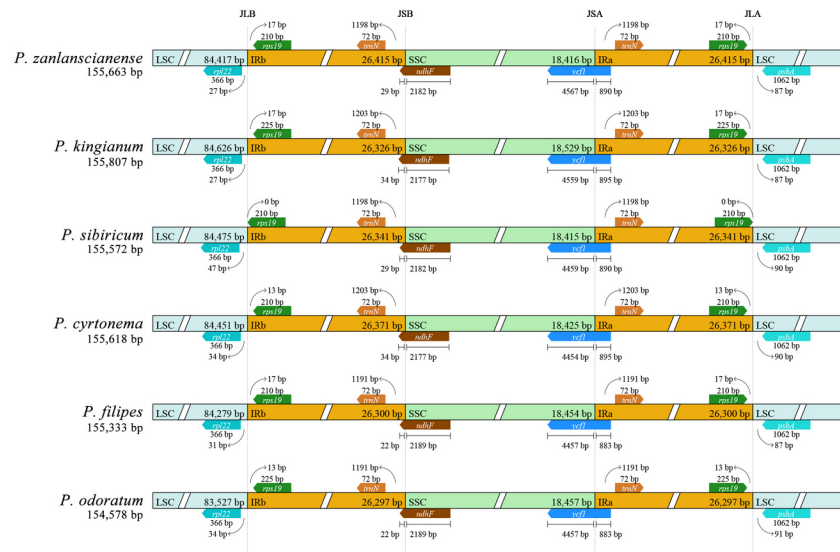 JLB JSB JSA JLA
17 bp 1198 bp 1198 bp 17 bp
210 bp 72 bp 72 bp 210 bp
rps19 trnN trnN rps19
P. zanlanscianense LSC 84,417 bp IRb 26,415 bp SSC 18,416 bp IRa 26,415 bp LSC
155,663 bp rpl22 ndhF ycf1 psbA
366 bp 1062 bp
27 bp 29 bp 2182 bp 4567 bp 890 bp 87 bp
17 bp 1203 bp 1203 bp 17 bp
225 bp 72 bp 72 bp 225 bp
rps19 trnN trnN rps19
P. kingianum LSC 84,626 bp IRb 26,326 bp SSC 18,529 bp IRa 26,326 bp LSC
155,807 bp rpl22 ndhF ycf1 psbA
366 bp 1062 bp
27 bp 34 bp 2177 bp 4559 bp 895 bp 87 bp
0 bp 1198 bp 1198 bp 0 bp
210 bp 72 bp 72 bp 210 bp
rps19 trnN trnN rps19
P. sibiricum LSC 84,475 bp IRb 26,341 bp SSC 18,415 bp IRa 26,341 bp LSC
155,572 bp rpl22 ndhF ycf1 psbA
366 bp 1062 bp
47 bp 29 bp 2182 bp 4459 bp 890 bp 90 bp
13 bp 1203 bp 1203 bp 13 bp
210 bp 72 bp 72 bp 210 bp
rps19 trnN trnN rps19
P. cyrtonema LSC 84,451 bp IRb 26,371 bp SSC 18,425 bp IRa 26,371 bp LSC
155,618 bp rpl22 ndhF ycf1 psbA
366 bp 1062 bp
34 bp 34 bp 2177 bp 4454 bp 895 bp 90 bp
17 bp 1191 bp 1191 bp 17 bp
210 bp 72 bp 72 bp 210 bp
rps19 trnN trnN rps19
P. filipes LSC 84,279 bp IRb 26,300 bp SSC 18,454 bp IRa 26,300 bp LSC
155,333 bp rpl22 ndhF ycf1 psbA
366 bp 1062 bp
31 bp 22 bp 2189 bp 4457 bp 883 bp 87 bp
13 bp 1191 bp 1191 bp 13 bp
225 bp 72 bp 72 bp 225 bp
rps19 trnN trnN rps19
P. odoratum LSC 83,527 bp IRb 26,297 bp SSC 18,457 bp IRa 26,297 bp LSC
154,578 bp rpl22 ndhF ycf1 psbA
366 bp 1062 bp
34 bp 22 bp 2189 bp 4457 bp 883 bp 91 bp